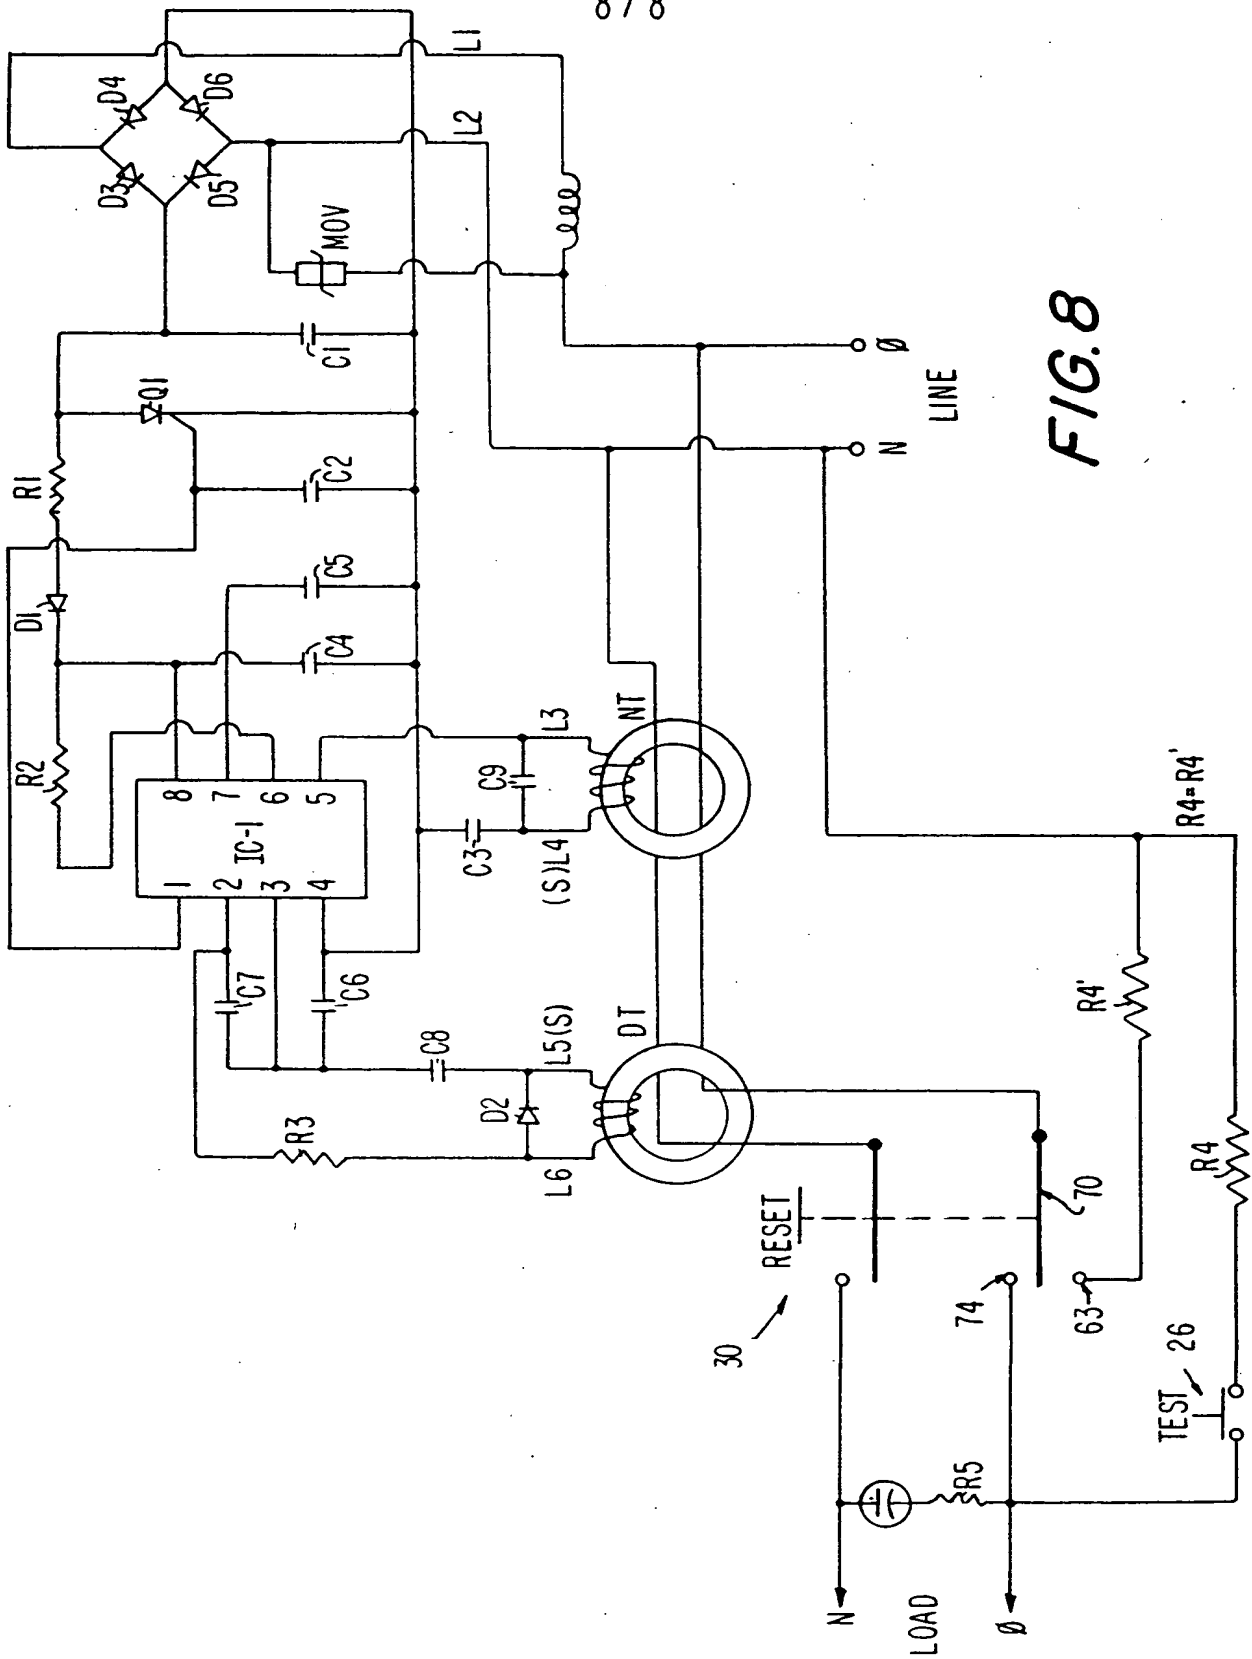 8/8
D4
D6
D3
D5
L1
L2
MOV
C1
Q1
R1
C2
D1
C5
C4
R2
8
7
6
5
IC-1
1
2
3
4
C9
L3
C3
(S)L4
NT
C7
C6
C8
L5(S)
DT
D2
R3
L6
Ø
LINE
N
FIG.8
R4=R4'
R4'
R4
RESET
30
70
74
63
TEST
26
R5
N
LOAD
Ø